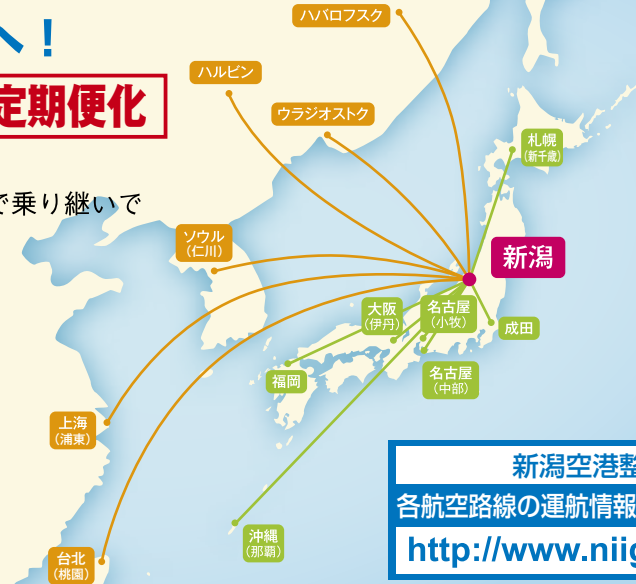 へ！
定期便化
で乗り継いで
ハバロフスク
ハルビン
ウラジオストク
札幌
（新千歳）
ソウル
（仁川）
新潟
大阪
（伊丹）
名古屋
（小牧）
成田
福岡
名古屋
（中部）
上海
（浦東）
沖縄
（那覇）
台北
（桃園）
新潟空港整
各航空路線の運航情報
http://www.niig